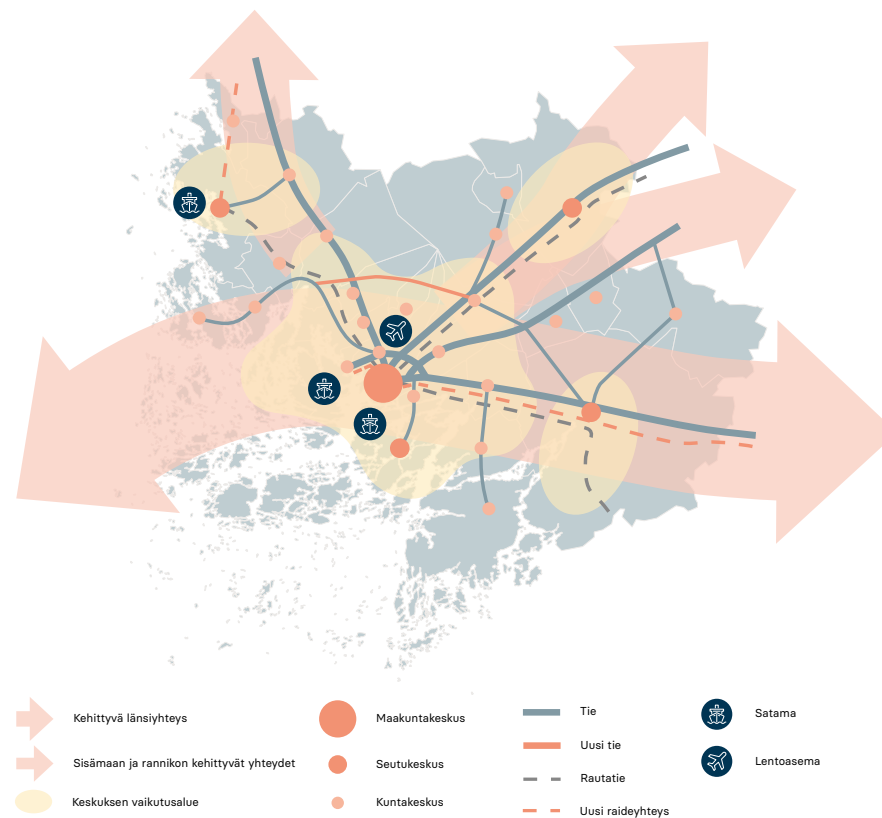 Kehittyvä länsiyhteys
Sisämaan ja rannikon kehittyvät yhteydet
Keskuksen vaikutusalue
Maakuntakeskus
Seutukeskus
Kuntakeskus
Tie
Uusi tie
Rautatie
Uusi raideyhteys
Satama
Lentoasema